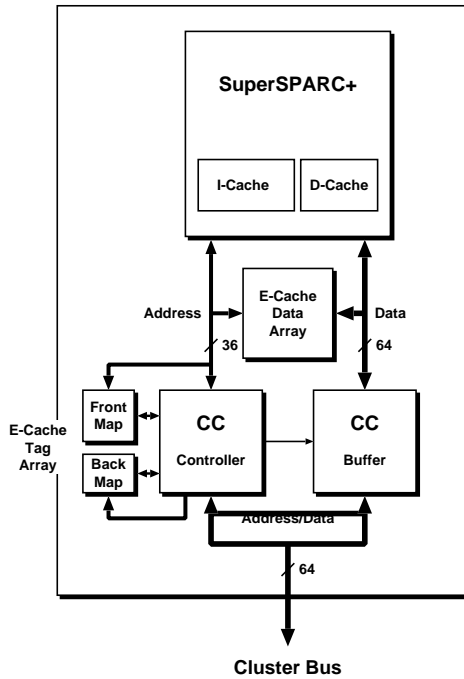 SuperSPARC+
I-Cache
D-Cache
Address
E-Cache
Data
Array
Data
36
64
Front
Map
CC
Controller
CC
Buffer
E-Cache
Tag
Array
Back
Map
Address/Data
64
Cluster Bus